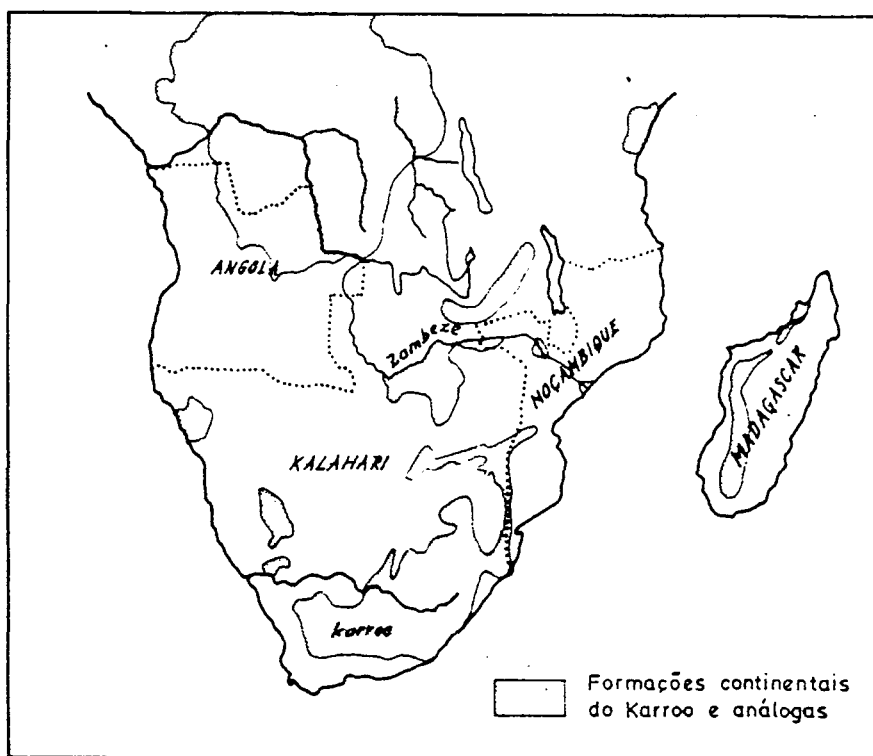 ANGOLA
Zambeze
MOÇAMBIQUE
MADAGASCAR
KALAHARI
Karroo
Formações continentais
do Karroo e análogas